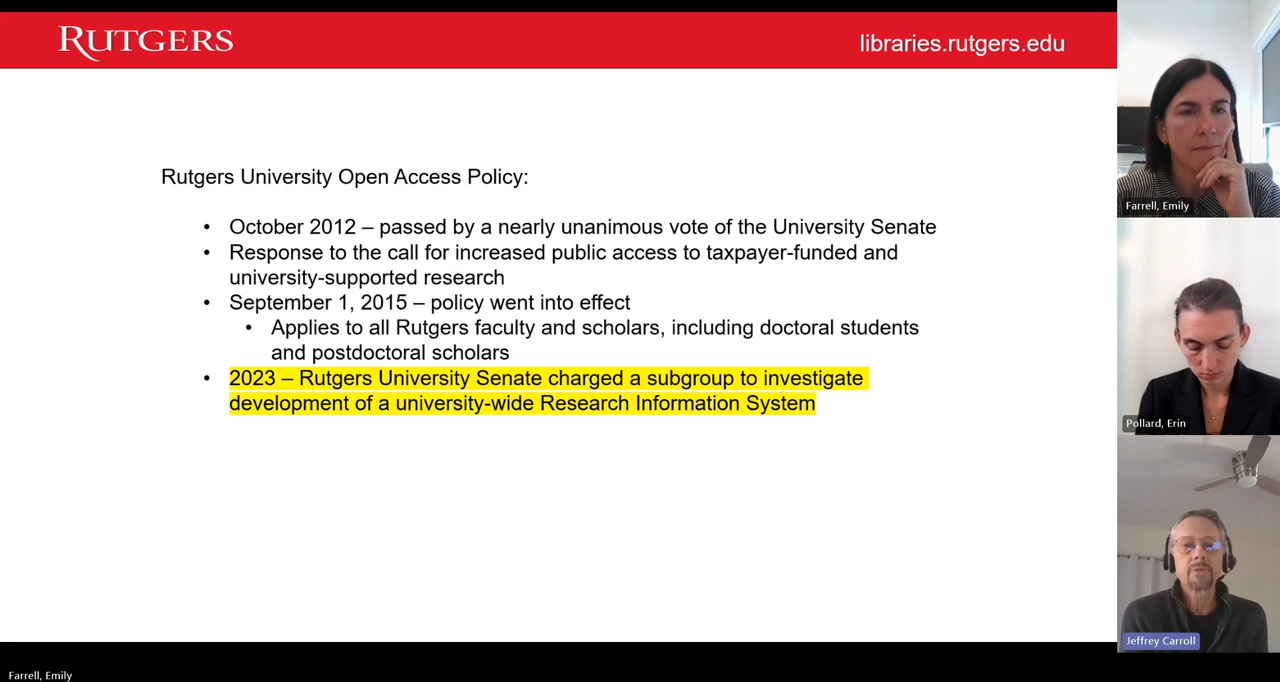 RUTGERS
libraries.rutgers.edu
Rutgers University Open Access Policy:
• October 2012 – passed by a nearly unanimous vote of the University Senate
• Response to the call for increased public access to taxpayer-funded and
university-supported research
• September 1, 2015 – policy went into effect
• Applies to all Rutgers faculty and scholars, including doctoral students
and postdoctoral scholars
• 2023 – Rutgers University Senate charged a subgroup to investigate
development of a university-wide Research Information System
Farrell, Emily
Pollard, Erin
Jeffrey Carroll
Farrell, Emily